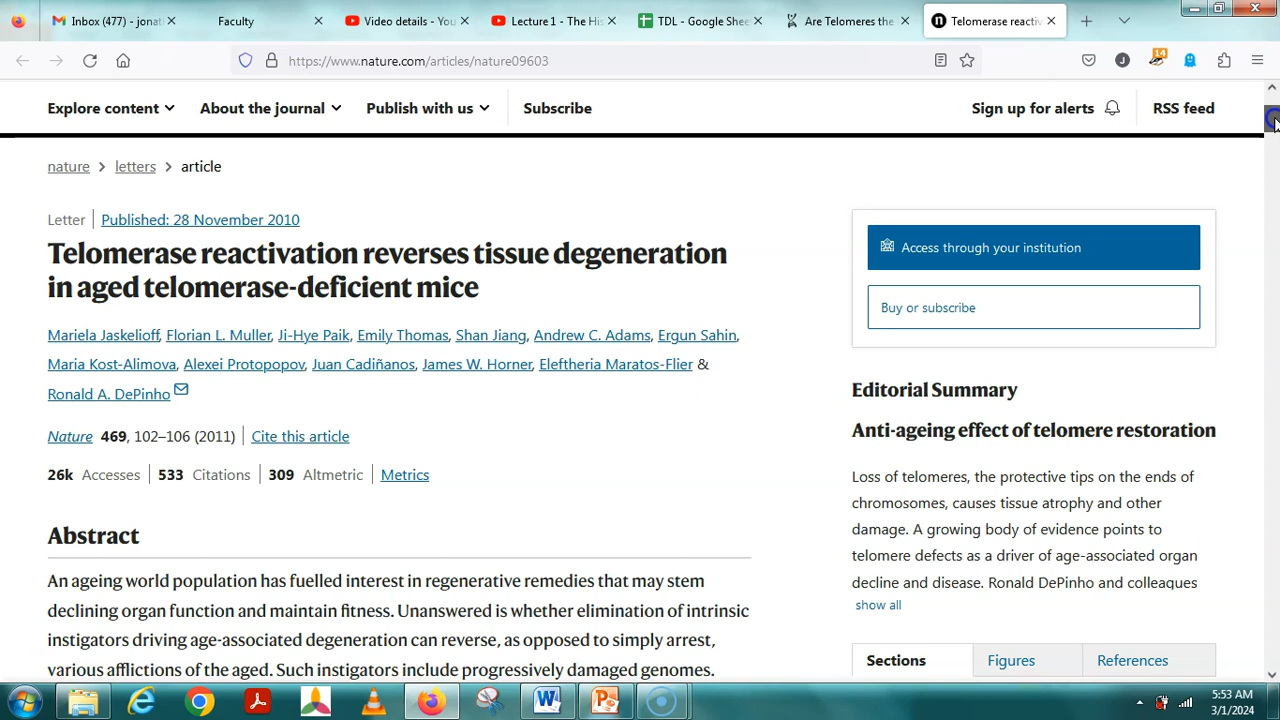 Inbox (477) - jonat
Faculty
Video details - You
Lecture 1 - The His
TDL - Google Shee
Are Telomeres the
Telomerase reactiv
https://www.nature.com/articles/nature09603
J
14
Explore content
About the journal
Publish with us
Subscribe
Sign up for alerts
RSS feed
nature > letters > article
Letter | Published: 28 November 2010
Telomerase reactivation reverses tissue degeneration
in aged telomerase-deficient mice
Mariela Jaskelioff, Florian L. Muller, Ji-Hye Paik, Emily Thomas, Shan Jiang, Andrew C. Adams, Ergun Sahin,
Maria Kost-Alimova, Alexei Protopopov, Juan Cadiñanos, James W. Horner, Eleftheria Maratos-Flier &
Ronald A. DePinho
Nature 469, 102–106 (2011) | Cite this article
26k Accesses | 533 Citations | 309 Altmetric | Metrics
Abstract
An ageing world population has fuelled interest in regenerative remedies that may stem
declining organ function and maintain fitness. Unanswered is whether elimination of intrinsic
instigators driving age-associated degeneration can reverse, as opposed to simply arrest,
various afflictions of the aged. Such instigators include progressively damaged genomes.
Access through your institution
Buy or subscribe
Editorial Summary
Anti-ageing effect of telomere restoration
Loss of telomeres, the protective tips on the ends of
chromosomes, causes tissue atrophy and other
damage. A growing body of evidence points to
telomere defects as a driver of age-associated organ
decline and disease. Ronald DePinho and colleaques
show all
Sections
Figures
References
5:53 AM
3/1/2024